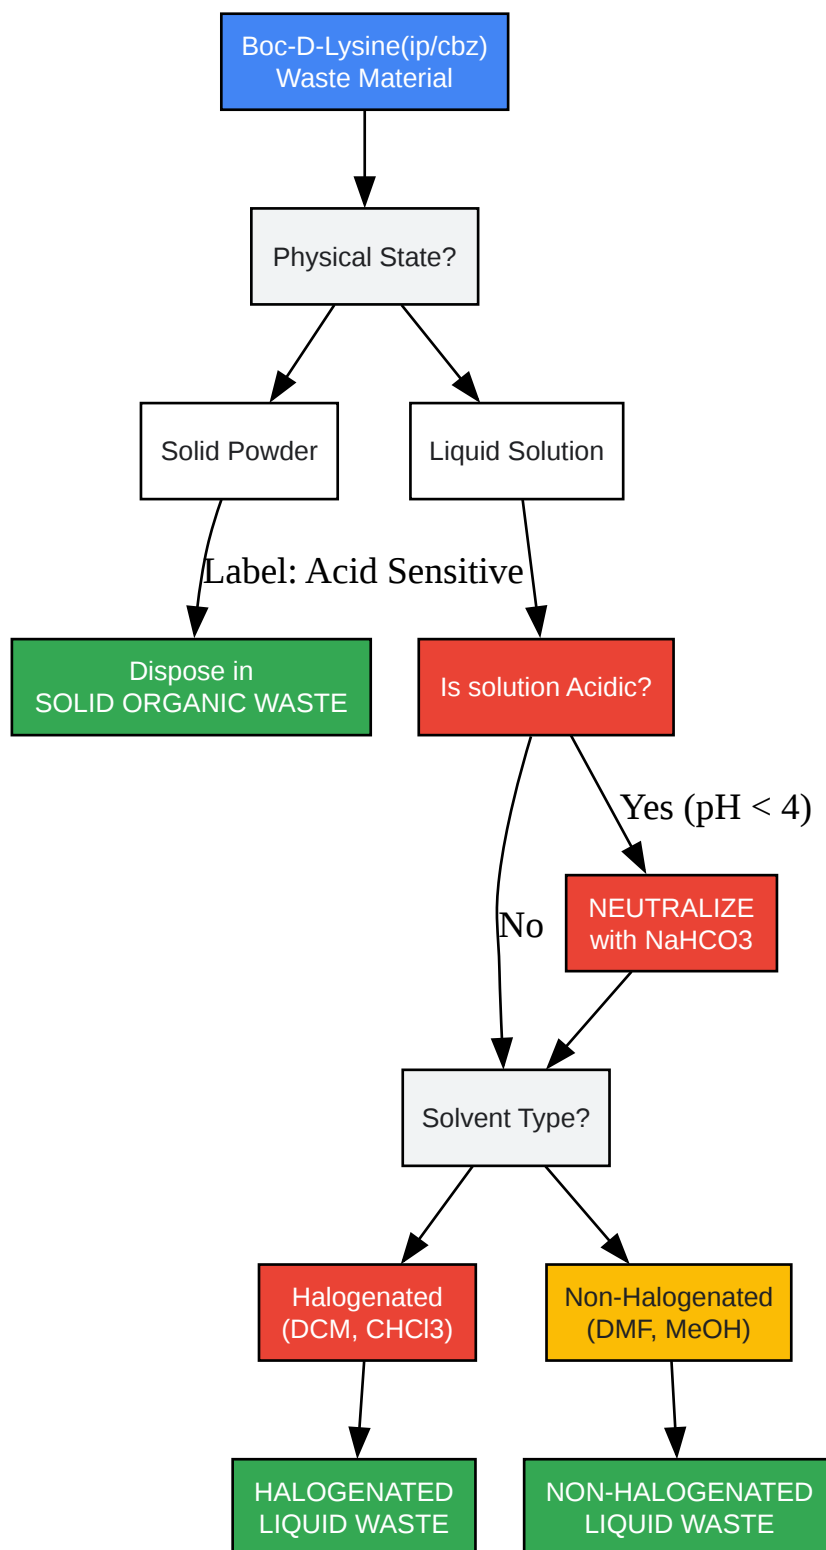 Boc-D-Lysine(ip/cbz)
Waste Material
Physical State?
Solid Powder
Liquid Solution
Label: Acid Sensitive
Dispose in
SOLID ORGANIC WASTE
Is solution Acidic?
Yes (pH < 4)
NEUTRALIZE
with NaHCO3
No
Solvent Type?
Halogenated
(DCM, CHCl3)
Non-Halogenated
(DMF, MeOH)
HALOGENATED
LIQUID WASTE
NON-HALOGENATED
LIQUID WASTE